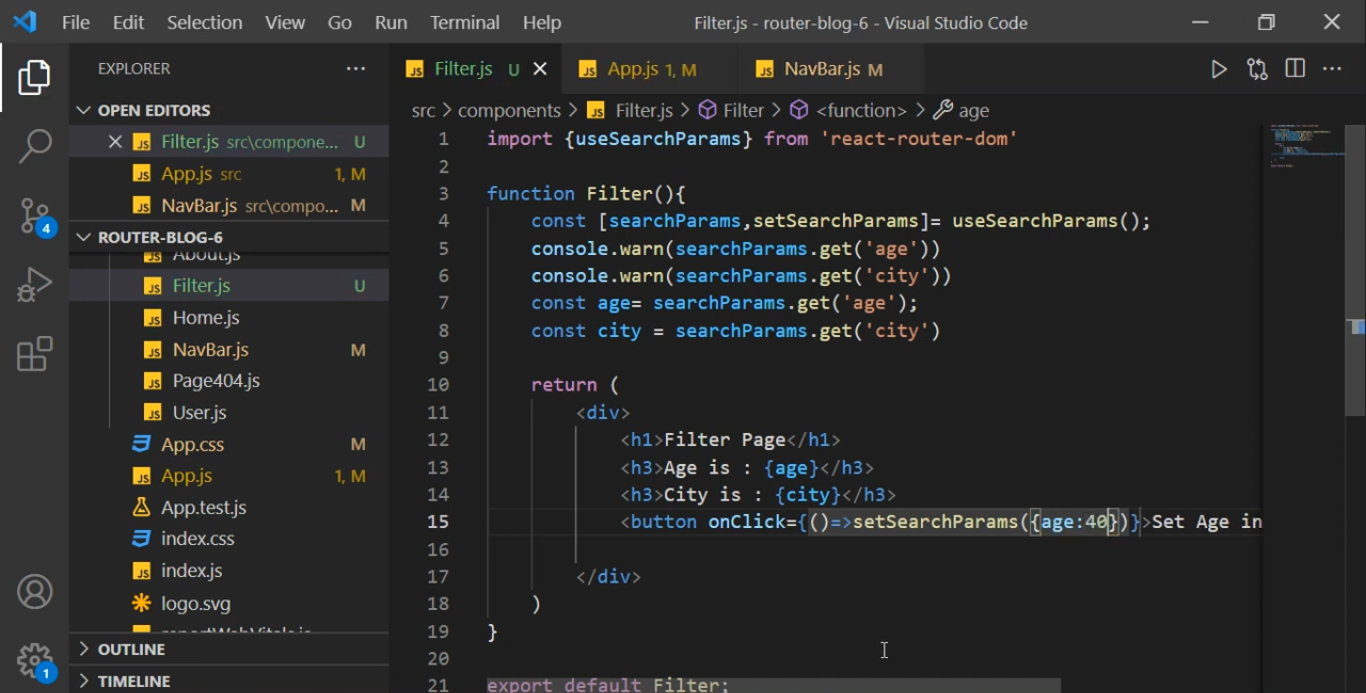 File Edit Selection View Go Run Terminal Help Filter.js - router-blog-6 - Visual Studio Code
EXPLORER
OPEN EDITORS
Filter.js src\compone... U
App.js src 1, M
NavBar.js src\compo... M
ROUTER-BLOG-6
About.js
Filter.js U
Home.js
NavBar.js M
Page404.js
User.js
App.css M
App.js 1, M
App.test.js
index.css
index.js
logo.svg
reportWebVitals.js
OUTLINE
TIMELINE
4
1
Filter.js U App.js 1, M NavBar.js M
src > components > Filter.js > Filter > <function> > age
1 import {useSearchParams} from 'react-router-dom'
2
3 function Filter(){
4 const [searchParams,setSearchParams]= useSearchParams();
5 console.warn(searchParams.get('age'))
6 console.warn(searchParams.get('city'))
7 const age= searchParams.get('age');
8 const city = searchParams.get('city')
9
10 return (
11 <div>
12 <h1>Filter Page</h1>
13 <h3>Age is : {age}</h3>
14 <h3>City is : {city}</h3>
15 <button onClick={()=>setSearchParams({age:40})}>Set Age in
16
17 </div>
18 )
19 }
20
21 export default Filter;